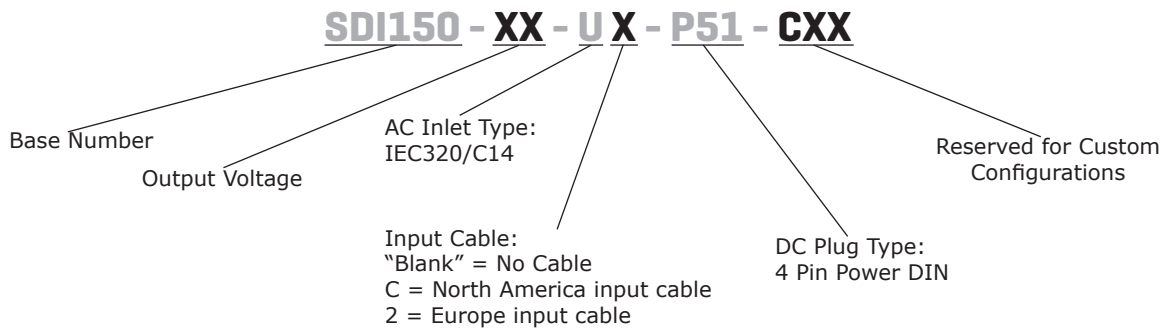 SDI150 - XX - U X - P51 - CXX
Base Number
Output Voltage
AC Inlet Type:
IEC320/C14
Input Cable:
“Blank” = No Cable
C = North America input cable
2 = Europe input cable
DC Plug Type:
4 Pin Power DIN
Reserved for Custom
Configurations